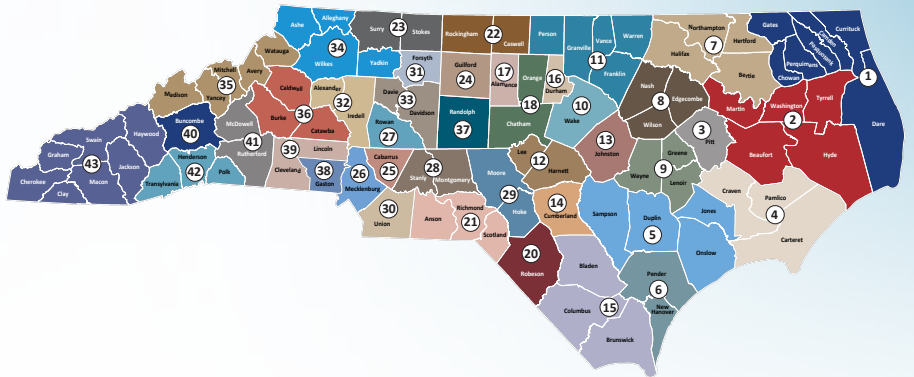 Ashe
Alleghany
Surry
23
Stokes
Rockingham
22
Caswell
Person
Granville
Vance
Warren
11
Franklin
Northampton
7
Hertford
Halifax
Bertie
Gates
Camden
Currituck
Pasquotank
Perquimans
Chowan
1
Dare
34
Wilkes
Yadkin
Forsyth
31
Guilford
24
17
Alamance
Orange
16
Durham
18
Chatham
Watauga
Mitchell
35
Avery
Yancey
Madison
Caldwell
Alexander
32
Iredell
36
Burke
Catawba
Davie
33
Davidson
Randolph
37
10
Wake
Nash
8
Edgecombe
Wilson
Martin
Washington
2
Tyrrell
Beaufort
Hyde
3
Pitt
Buncombe
40
McDowell
41
Rutherford
Haywood
Swain
Graham
43
Jackson
Cherokee
Macon
Clay
Henderson
42
Transylvania
Polk
39
Cleveland
Lincoln
38
Gaston
26
Mecklenburg
Rowan
27
Cabarrus
25
28
Stanly
Montgomery
Moore
29
Hoke
Lee
12
Harnett
13
Johnston
Greene
9
Wayne
Lenoir
Craven
Pamlico
4
Carteret
30
Union
Anson
Richmond
21
Scotland
14
Cumberland
Sampson
Duplin
5
Jones
Onslow
20
Robeson
Bladen
Pender
6
New
Hanover
Columbus
15
Brunswick